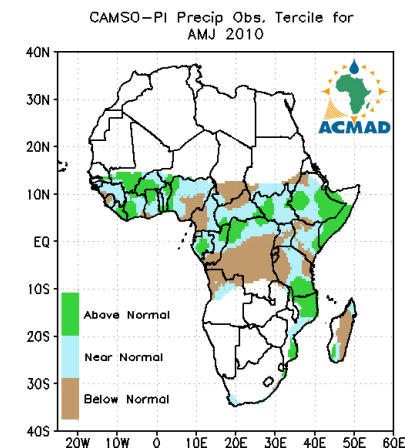 CAMSO-PI Precip Obs. Tercile for
AMJ 2010
ACMAD
40N
30N
20N
10N
EQ
10S
20S
30S
40S
Above Normal
Near Normal
Below Normal
20W 10W 0 10E 20E 30E 40E 50E 60E